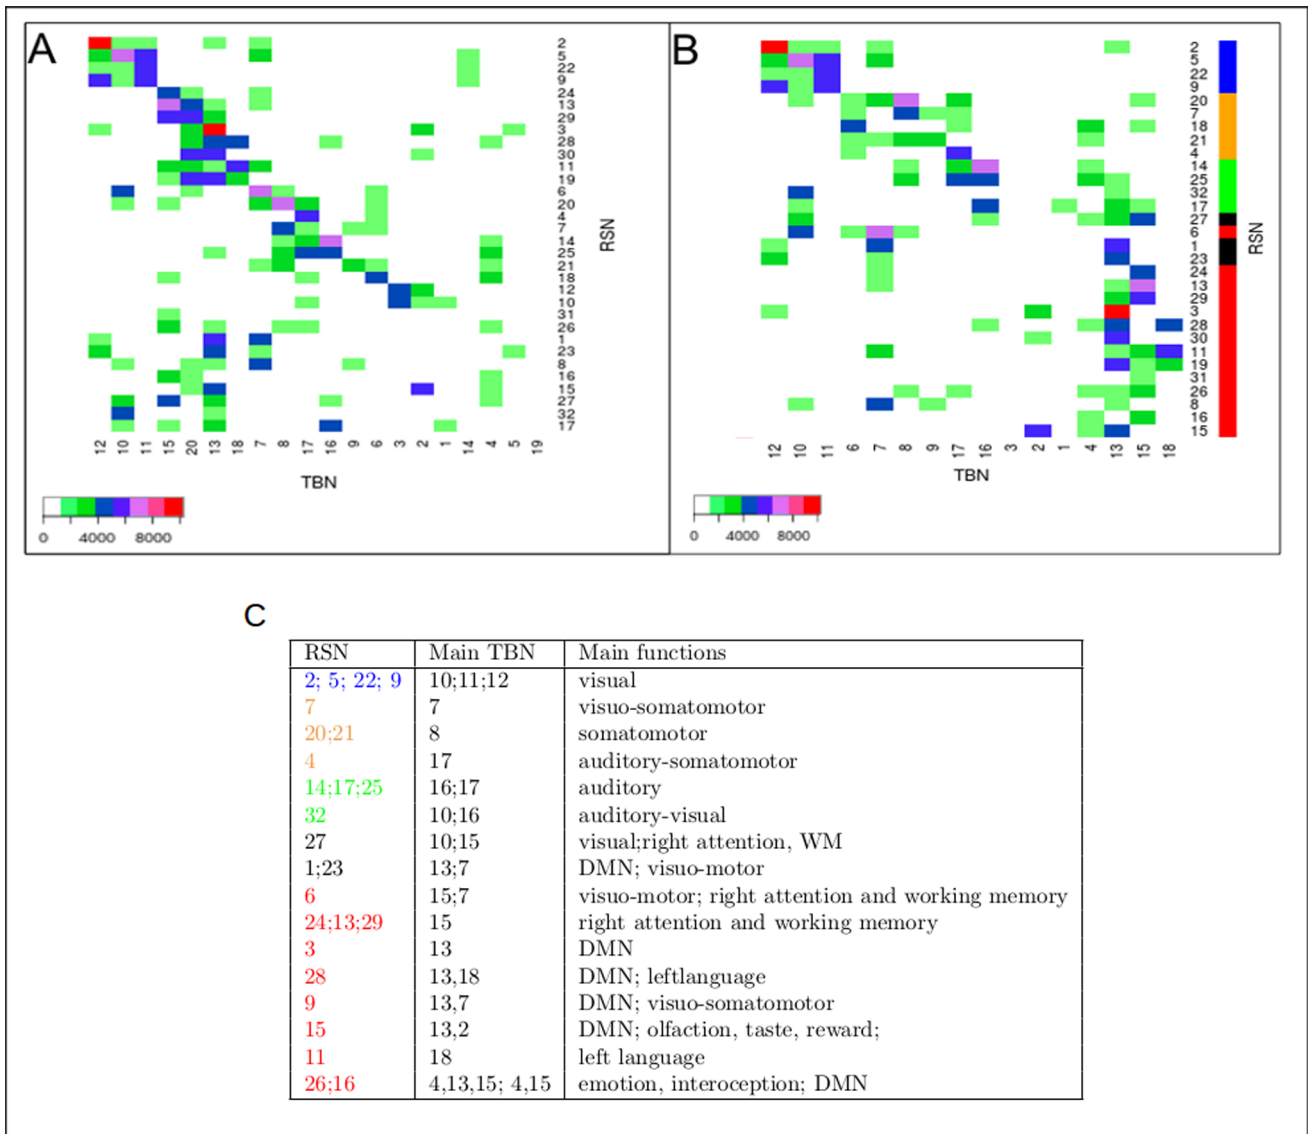 A
2
5
22
9
24
13
29
3
28
30
11
19
6
20
4
7
14
25
21
18
12
10
31
26
1
23
8
16
15
27
32
17
RSN
12 10 11 15 20 13 18 7 8 17 16 9 6 3 2 1 14 4 5 19
TBN
0 4000 8000
B
2
5
22
9
20
7
18
21
4
14
25
32
17
27
6
1
23
24
13
29
3
28
30
11
19
31
26
8
16
15
RSN
12 10 11 6 7 8 9 17 16 3 2 1 4 13 15 18
TBN
0 4000 8000
C
RSN Main TBN Main functions
2; 5; 22; 9 10;11;12 visual
7 7 visuo-somatomotor
20;21 8 somatomotor
4 17 auditory-somatomotor
14;17;25 16;17 auditory
32 10;16 auditory-visual
27 10;15 visual;right attention, WM
1;23 13;7 DMN; visuo-motor
6 15;7 visuo-motor; right attention and working memory
24;13;29 15 right attention and working memory
3 13 DMN
28 13,18 DMN; leftlanguage
9 13,7 DMN; visuo-somatomotor
15 13,2 DMN; olfaction, taste, reward;
11 18 left language
26;16 4,13,15; 4,15 emotion, interoception; DMN